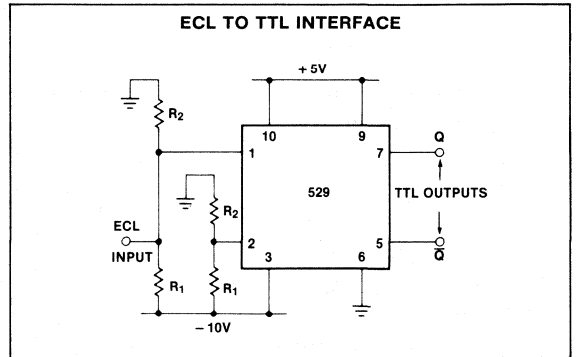 ECL TO TTL INTERFACE
+ 5V
R2
10 9 Q
1 7
529
R2 TTL OUTPUTS
ECL
INPUT
2 5 Q̅
3 6
R1 R1
– 10V